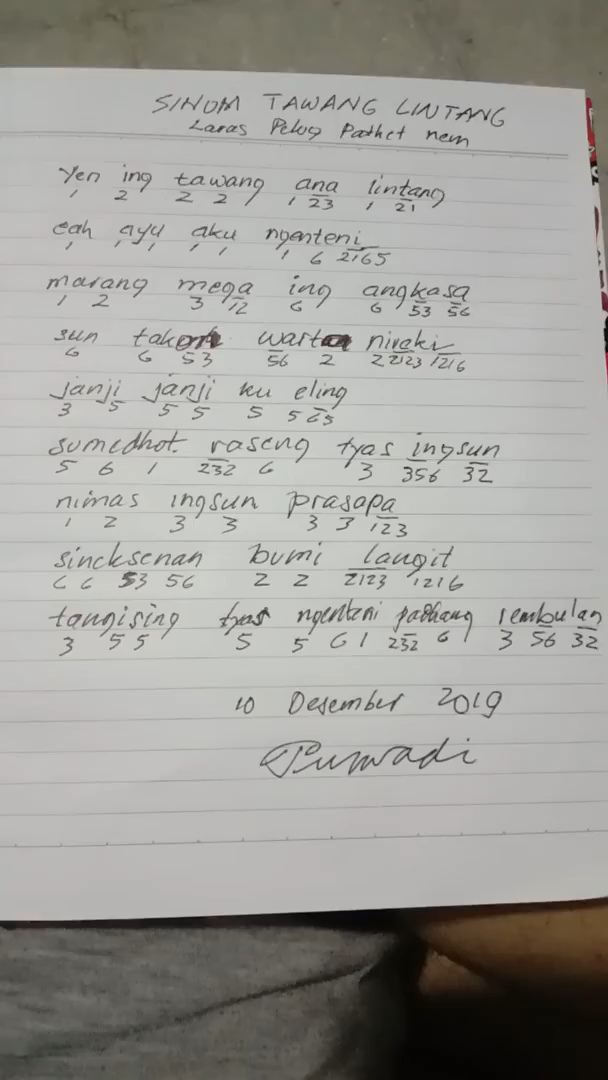 SINOM TAWANG LINTANG
Laras Pelog Pathet nem
yen ing tawang ana lintang
1 2 2 2 1 23 1 21
cah ayu aku ngenteni
1 1 1 1 1 1 6 2165
marang mega ing angkasa
1 2 3 12 6 6 53 56
sun takon warta nireki
6 6 53 56 2 2 2123 1216
janji janji ku eling
3 5 5 5 5 5 65
sumedhot. raseng tyas ingsun
5 6 1 232 6 3 356 32
nimas ingsun prasapa
1 2 3 3 3 3 123
sineksenan bumi langit
6 6 53 56 2 2 2123 1216
tangising tyas ngenteni padhang rembulan
3 5 5 5 5 6 1 232 6 3 56 32
10 Desember 2019
Purwadi